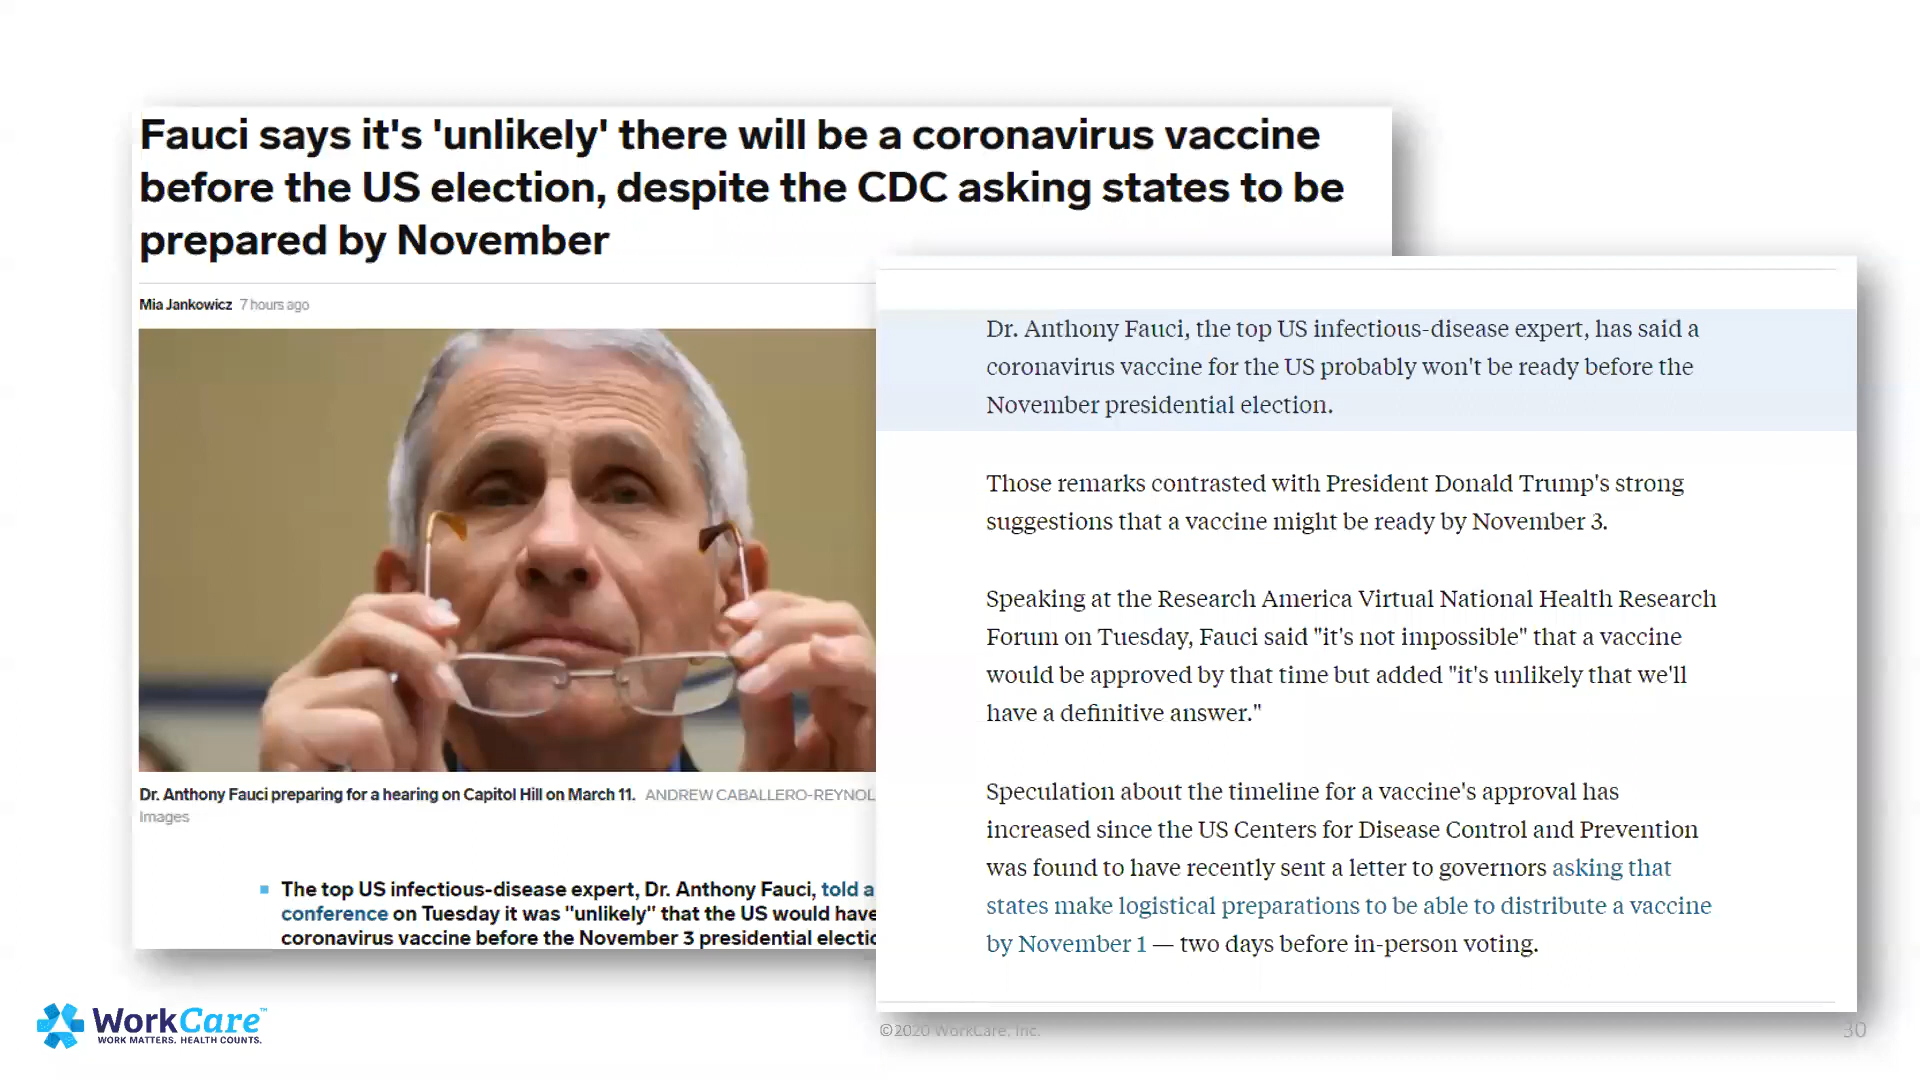 Fauci says it's 'unlikely' there will be a coronavirus vaccine
before the US election, despite the CDC asking states to be
prepared by November
Mia Jankowicz 7 hours ago
Dr. Anthony Fauci preparing for a hearing on Capitol Hill on March 11. ANDREW CABALLERO-REYNOL
Images
The top US infectious-disease expert, Dr. Anthony Fauci, told a
conference on Tuesday it was "unlikely" that the US would have
coronavirus vaccine before the November 3 presidential electio
Dr. Anthony Fauci, the top US infectious-disease expert, has said a
coronavirus vaccine for the US probably won't be ready before the
November presidential election.
Those remarks contrasted with President Donald Trump's strong
suggestions that a vaccine might be ready by November 3.
Speaking at the Research America Virtual National Health Research
Forum on Tuesday, Fauci said "it's not impossible" that a vaccine
would be approved by that time but added "it's unlikely that we'll
have a definitive answer."
Speculation about the timeline for a vaccine's approval has
increased since the US Centers for Disease Control and Prevention
was found to have recently sent a letter to governors asking that
states make logistical preparations to be able to distribute a vaccine
by November 1 — two days before in-person voting.
WorkCare™
WORK MATTERS. HEALTH COUNTS.
©2020 WorkCare, Inc.
30